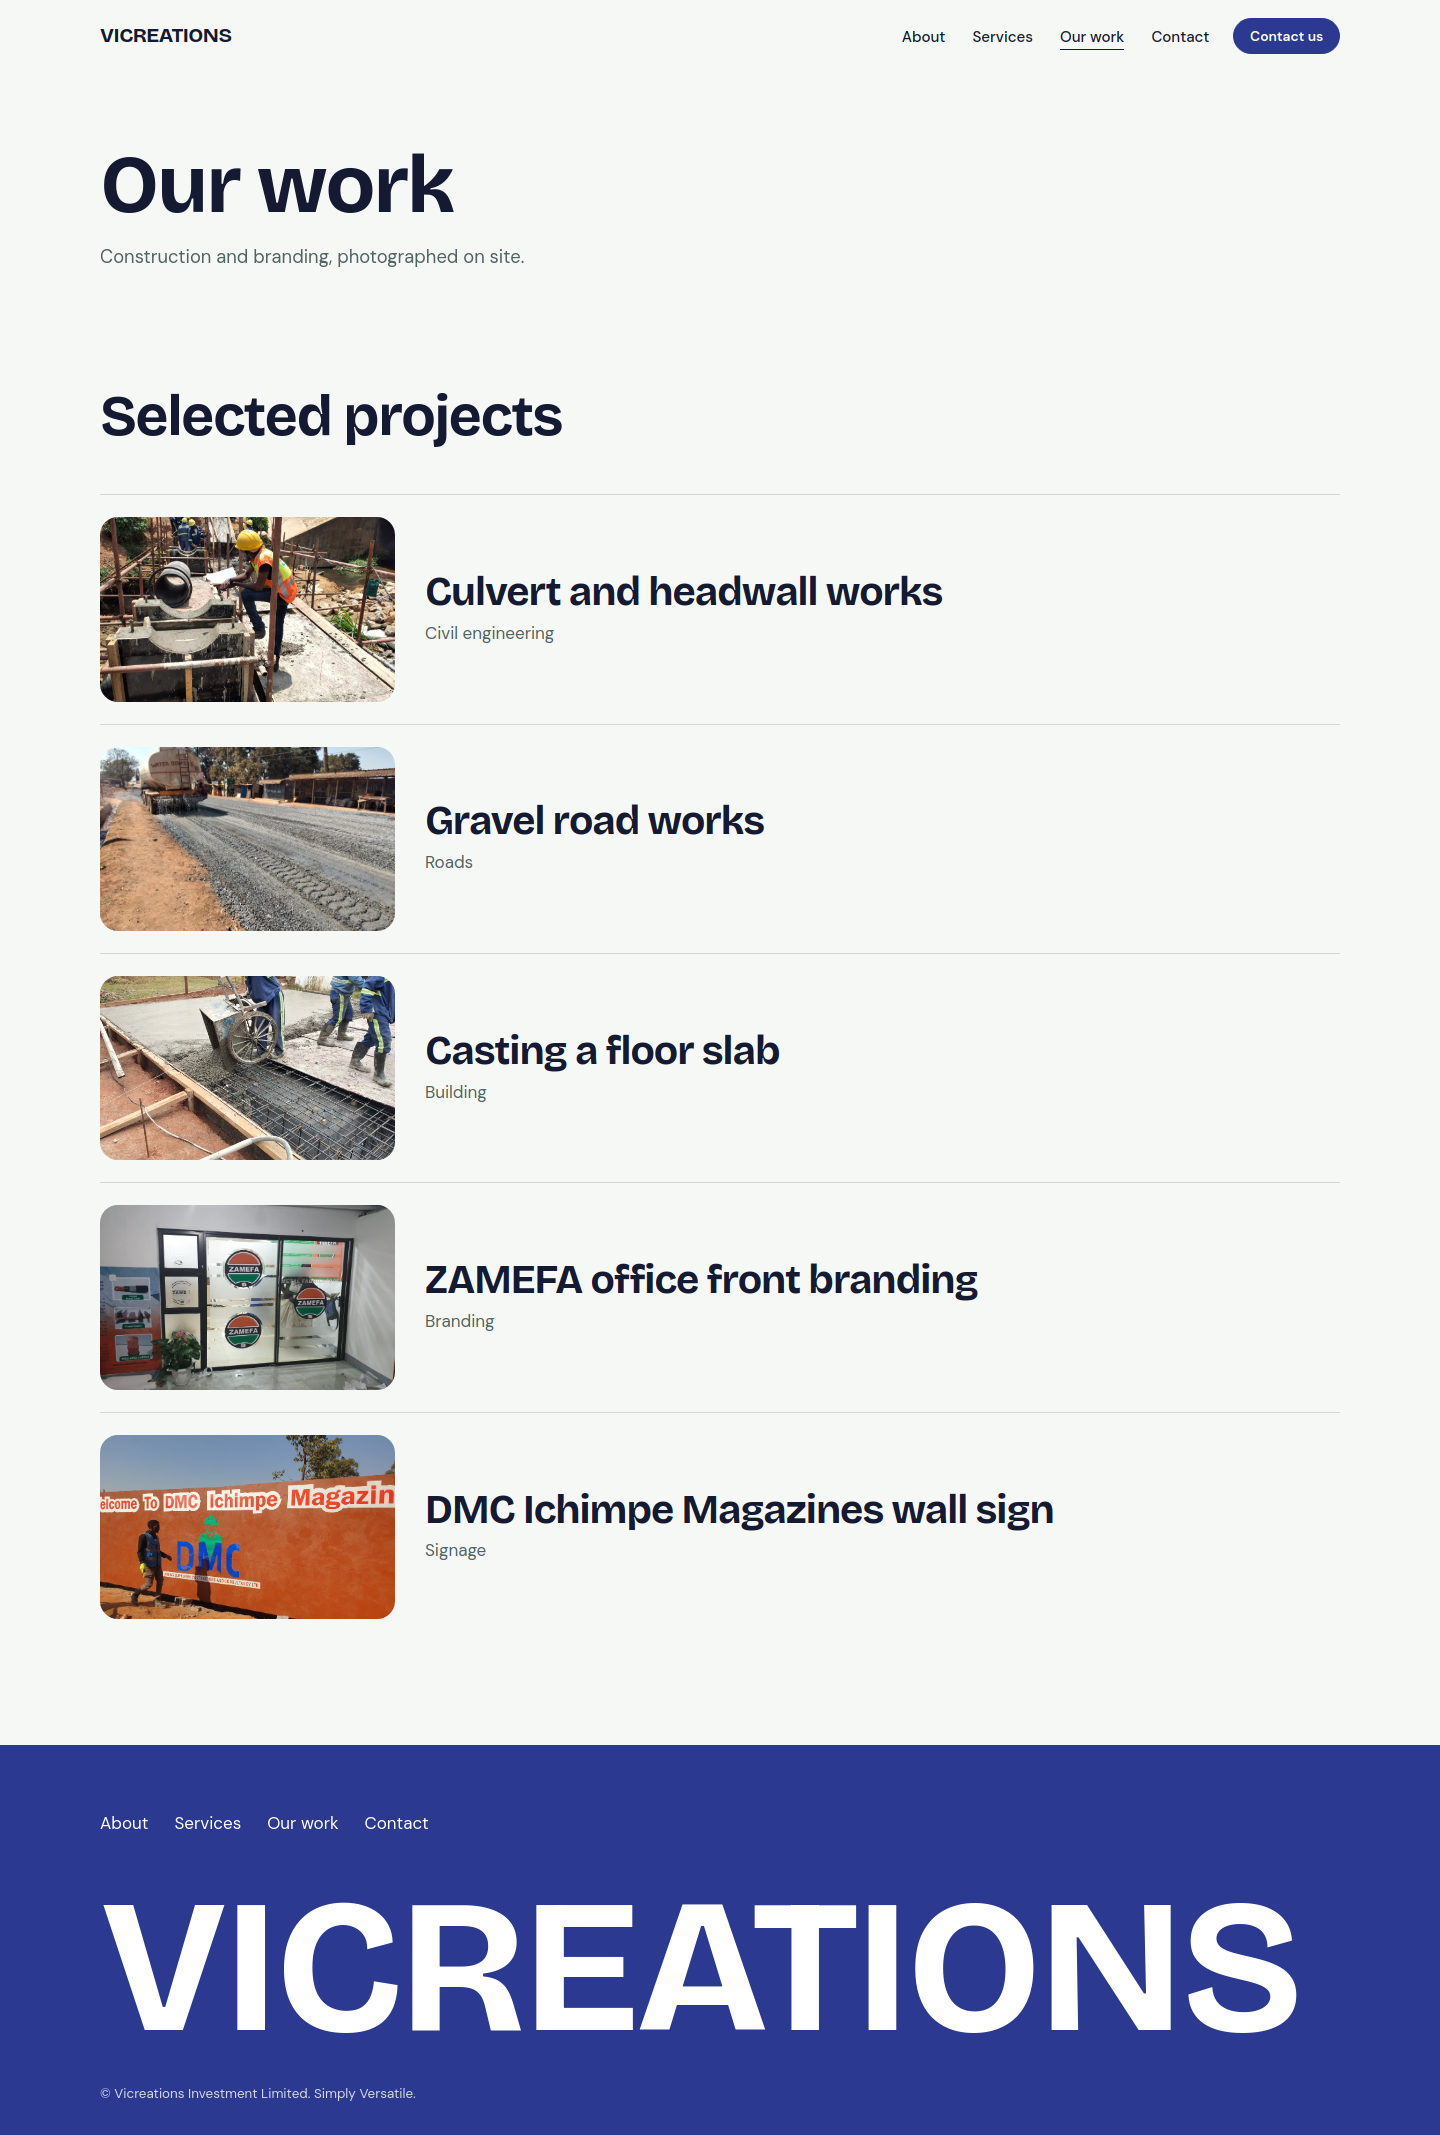 VICREATIONS
About Services Our work Contact Contact us
Our work
Construction and branding, photographed on site.
Selected projects
Culvert and headwall works
Civil engineering
Gravel road works
Roads
Casting a floor slab
Building
ZAMEFA
ZAMEFA
ZAMEFA
ZAMEFA office front branding
Branding
elcome To DMC Ichimpe Magazin
DMC
DMC Ichimpe Magazines wall sign
Signage
About Services Our work Contact
VICREATIONS
© Vicreations Investment Limited. Simply Versatile.